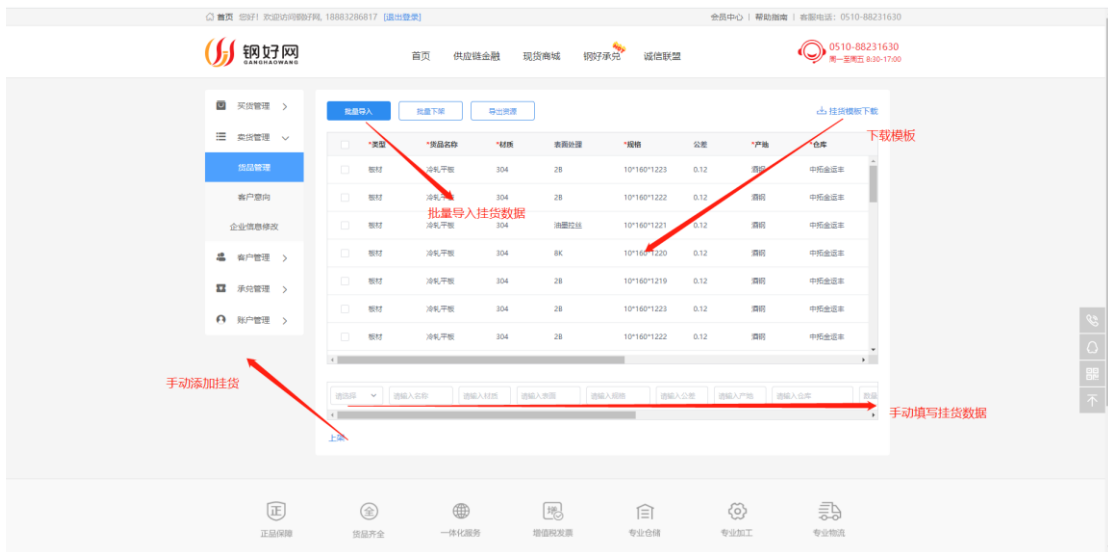 首页 您好！欢迎访问钢好网, 18883286817 [退出登录] 会员中心 | 帮助指南 | 客服电话：0510-88231630
钢好网
GANGHAOWANG
首页 供应链金融 现货商城 钢好承兑 诚信联盟
0510-88231630
周一至周五 8:30-17:00
买货管理
卖货管理
货品管理
客户意向
企业信息修改
客户管理
承兑管理
账户管理
批量导入 批量下架 导出资源 挂货模板下载
下载模板
*类型 *货品名称 *材质 表面处理 *规格 公差 *产地 *仓库
板材 冷轧平板 304 2B 10*160*1223 0.12 酒钢 中拓金运丰
板材 冷轧平板 304 2B 10*160*1222 0.12 酒钢 中拓金运丰
批量导入挂货数据
板材 冷轧平板 304 油磨拉丝 10*160*1221 0.12 酒钢 中拓金运丰
板材 冷轧平板 304 8K 10*160*1220 0.12 酒钢 中拓金运丰
板材 冷轧平板 304 2B 10*160*1219 0.12 酒钢 中拓金运丰
板材 冷轧平板 304 2B 10*160*1223 0.12 酒钢 中拓金运丰
板材 冷轧平板 304 2B 10*160*1222 0.12 酒钢 中拓金运丰
手动添加挂货
请选择 请输入名称 请输入材质 请输入表面 请输入规格 请输入公差 请输入产地 请输入仓库
手动填写挂货数据
上架
正 全 增
正品保障 货品齐全 一体化服务 增值税发票 专业仓储 专业加工 专业物流